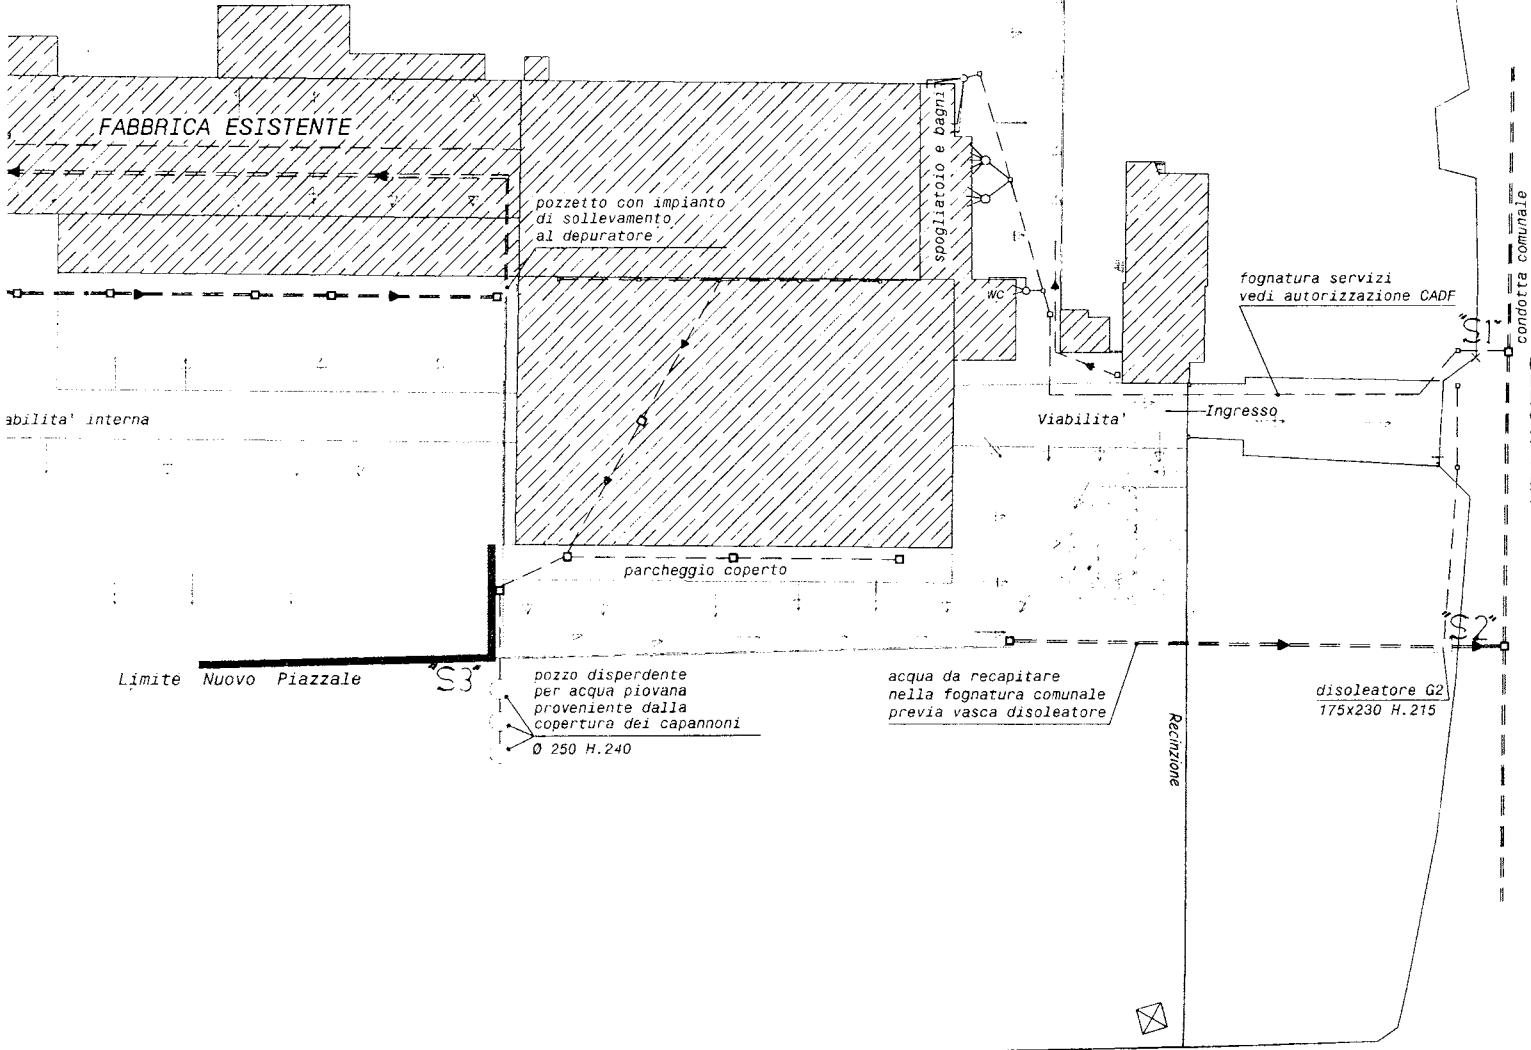 FABBRICA ESISTENTE
spogliatoio e bagni
pozzetto con impianto
di sollevamento
al depuratore
WC
fognatura servizi
vedi autorizzazione CADF
"S1"
condotta comunale
abilita' interna
Viabilita'
Ingresso
parcheggio coperto
"S2"
Limite Nuovo Piazzale
"S3"
pozzo disperdente
per acqua piovana
proveniente dalla
copertura dei capannoni
Ø 250 H.240
acqua da recapitare
nella fognatura comunale
previa vasca disoleatore
disoleatore G2
175x230 H.215
Recinzione